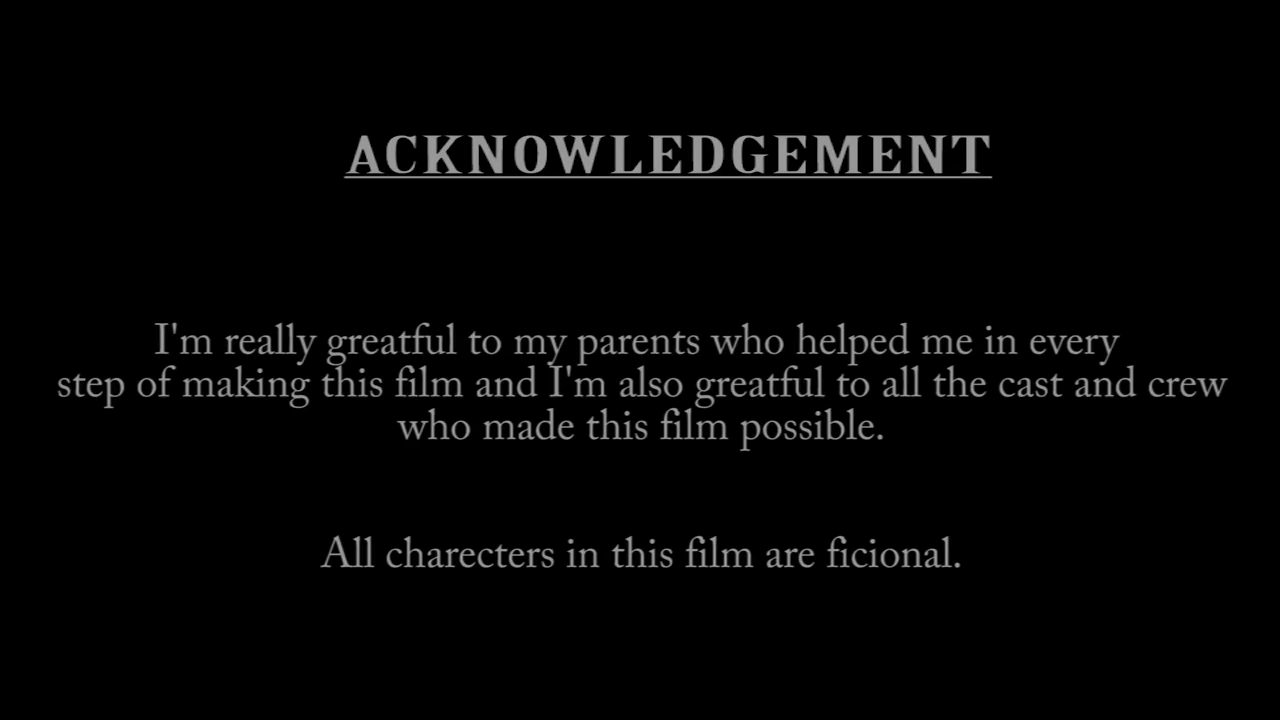 ACKNOWLEDGEMENT
I'm really greatful to my parents who helped me in every
step of making this film and I'm also greatful to all the cast and crew
who made this film possible.
All charecters in this film are ficional.